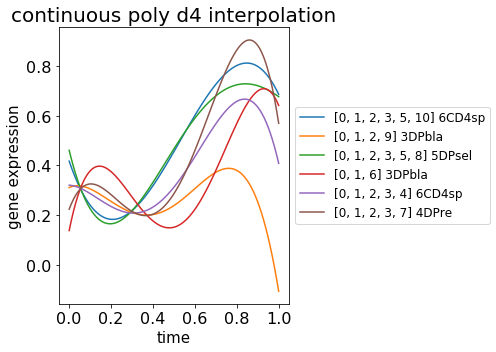 continuous poly d4 interpolation
gene expression
0.8
0.6
0.4
0.2
0.0
0.0 0.2 0.4 0.6 0.8 1.0
time
[0, 1, 2, 3, 5, 10] 6CD4sp
[0, 1, 2, 9] 3DPbla
[0, 1, 2, 3, 5, 8] 5DPsel
[0, 1, 6] 3DPbla
[0, 1, 2, 3, 4] 6CD4sp
[0, 1, 2, 3, 7] 4DPre